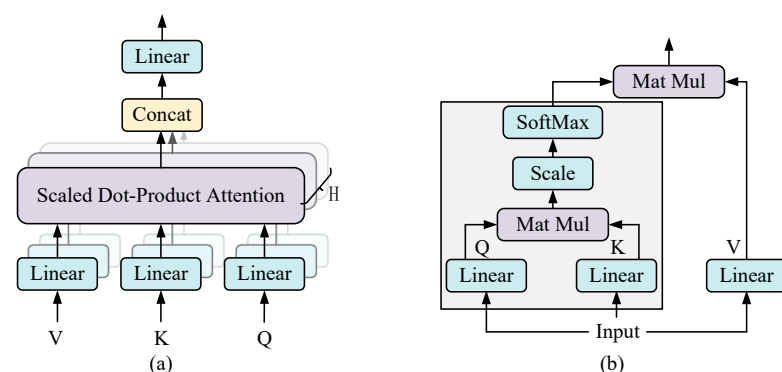 Linear
Concat
Scaled Dot-Product Attention
H
Linear Linear Linear
V K Q
(a)
Mat Mul
SoftMax
Scale
Mat Mul
Q K V
Linear Linear Linear
Input
(b)